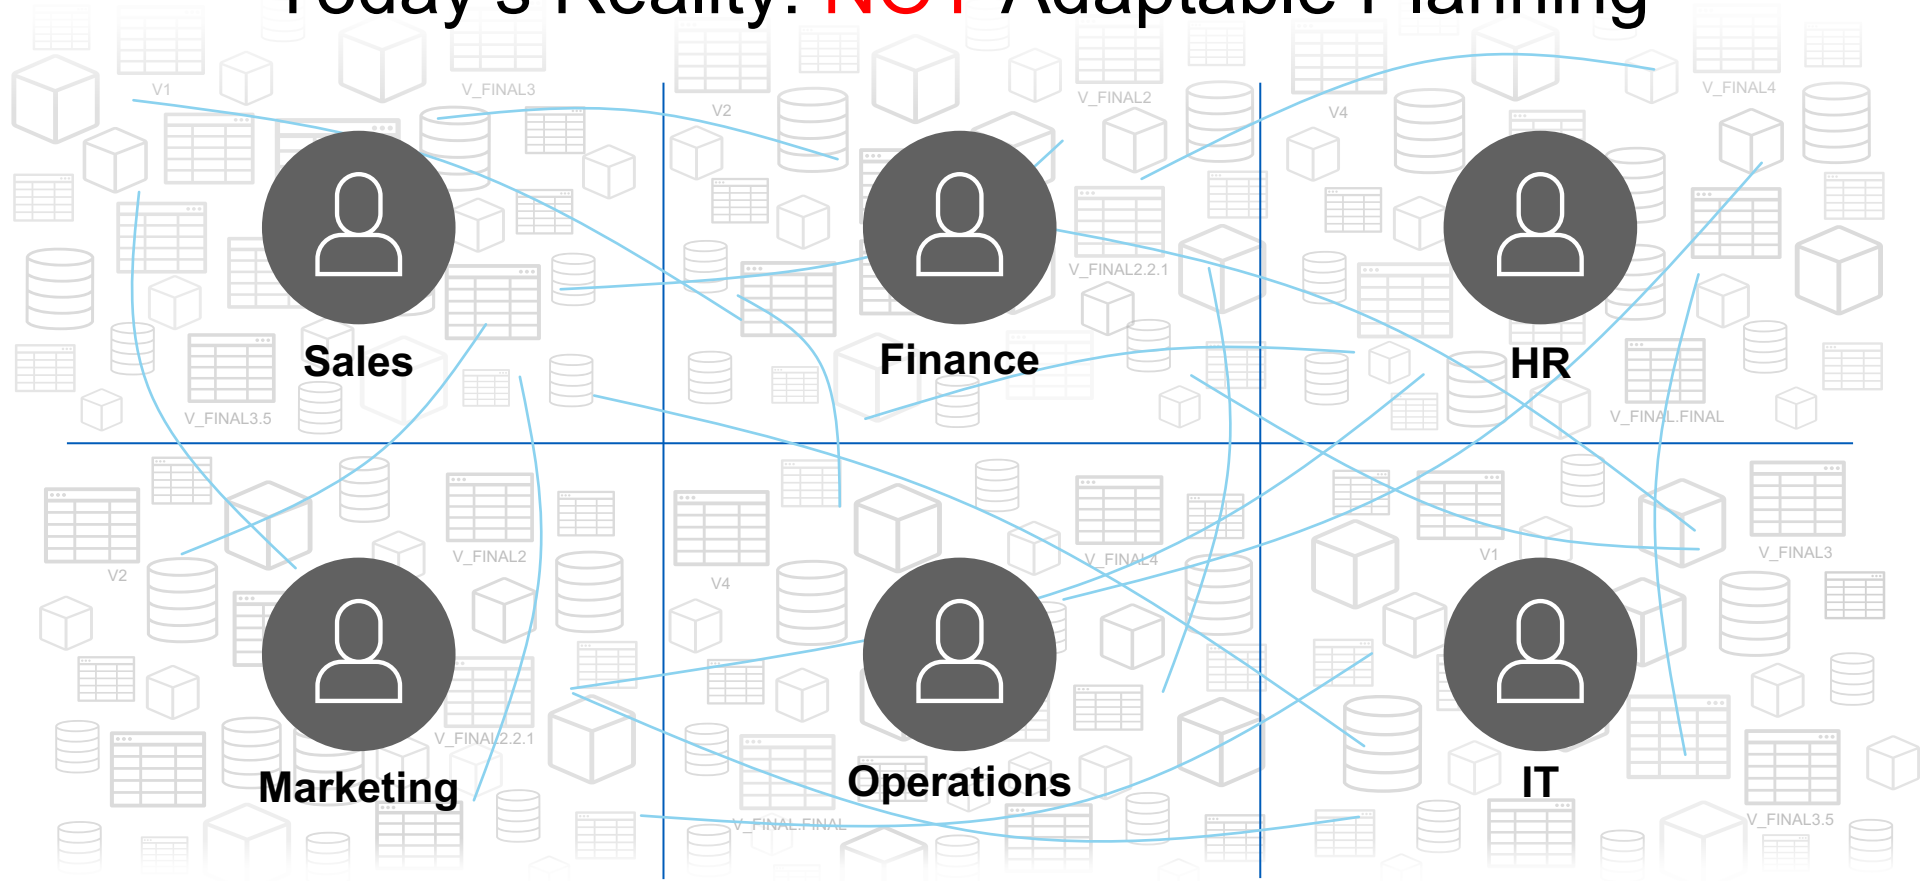 Today's Reality: NOT Adaptable Planning
V1
V_FINAL3
V2
V_FINAL2
V4
V_FINAL4
V_FINAL2.2.1
Sales
Finance
HR
V_FINAL3.5
V_FINAL.FINAL
V2
V_FINAL2
V4
V_FINAL4
V1
V_FINAL3
V_FINAL2.2.1
Marketing
Operations
IT
V_FINAL.FINAL
V_FINAL3.5